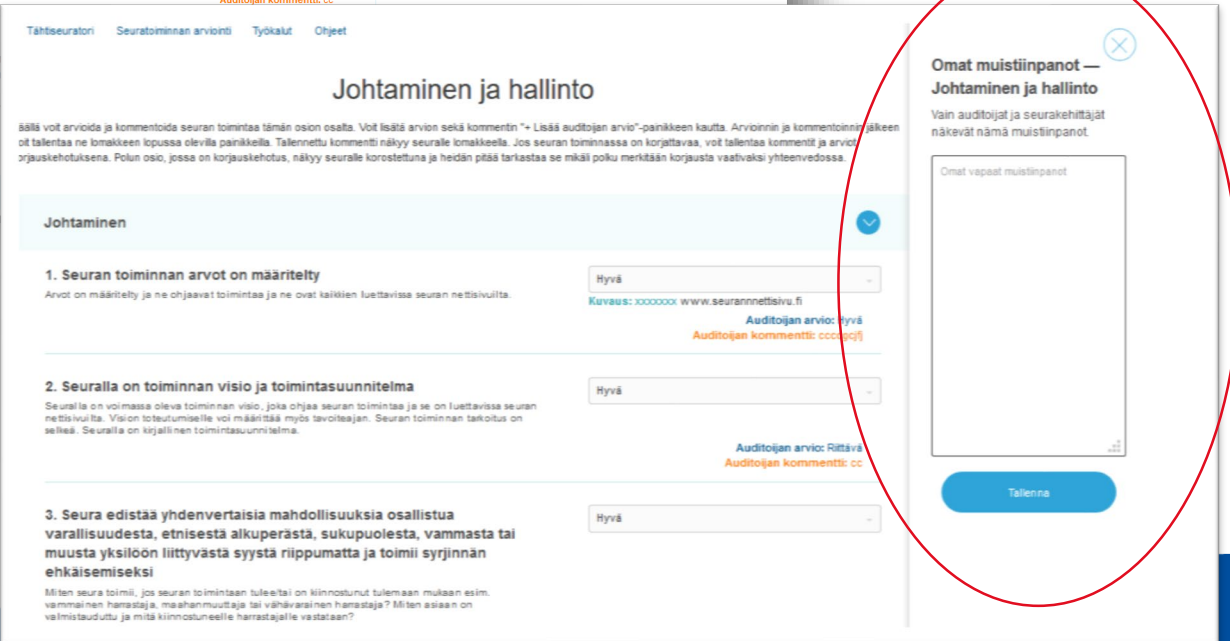 Auditoijan kommentti: cc
Tähtiseuratori Seuratoiminnan arviointi Työkalut Ohjeet
Johtaminen ja hallinto
äällä voit arvioida ja kommentoida seuran toimintaa tämän osion osalta. Voit lisätä arvion sekä kommentin "+ Lisää auditoijan arvio"-painikkeen kautta. Arvioinnin ja kommentoinnin jälkeen
oit tallentaa ne lomakkeen lopussa olevilla painikkeilla. Tallennettu kommentti näkyy seuralle lomakkeella. Jos seuran toiminnassa on korjattavaa, voit tallentaa kommentit ja arviot
orjauskehotuksena. Polun osio, jossa on korjauskehotus, näkyy seuralle korostettuna ja heidän pitää tarkastaa se mikäli polku merkitään korjausta vaativaksi yhteenvedossa.
Johtaminen
1. Seuran toiminnan arvot on määritelty
Arvot on määritelty ja ne ohjaavat toimintaa ja ne ovat kaikkien luettavissa seuran nettisivuilta.
Hyvä
Kuvaus: xxxxxxx www.seurannnettisivu.fi
Auditoijan arvio: Hyvä
Auditoijan kommentti:
2. Seuralla on toiminnan visio ja toimintasuunnitelma
Seuralla on voimassa oleva toiminnan visio, joka ohjaa seuran toimintaa ja se on luettavissa seuran
nettisivuilta. Vision toteutumiselle voi määrittää myös tavoiteajan. Seuran toiminnan tarkoitus on
selkeä. Seuralla on kirjallinen toimintasuunnitelma.
Hyvä
Auditoijan arvio: Riittävä
Auditoijan kommentti: cc
3. Seura edistää yhdenvertaisia mahdollisuuksia osallistua
varallisuudesta, etnisestä alkuperästä, sukupuolesta, vammasta tai
muusta yksilöön liittyvästä syystä riippumatta ja toimii syrjinnän
ehkäisemiseksi
Miten seura toimii, jos seuran toimintaan tulee/tai on kiinnostunut tulemaan mukaan esim.
vammainen harrastaja, maahanmuuttaja tai vähävarainen harrastaja? Miten asiaan on
valmistauduttu ja mitä kiinnostuneelle harrastajalle vastataan?
Hyvä
Omat muistiinpanot —
Johtaminen ja hallinto
Vain auditoijat ja seurakehittäjät
näkevät nämä muistiinpanot.
Omat vapaat muistiinpanot
Tallenna